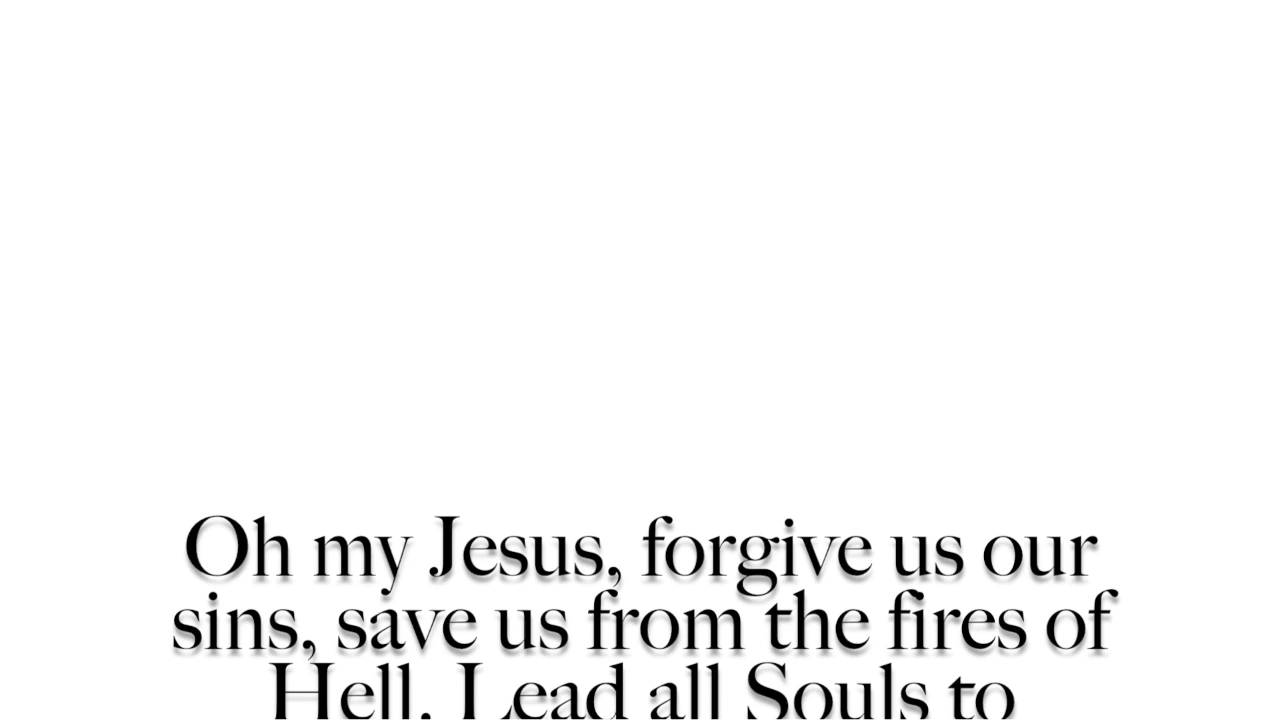 Oh my Jesus, forgive us our
sins, save us from the fires of
Hell. Lead all Souls to